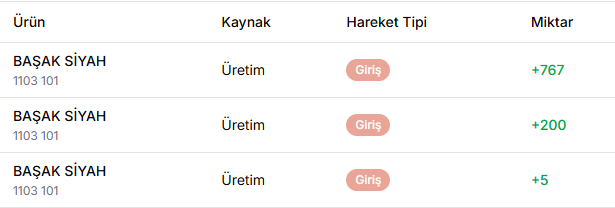 Ürün Kaynak Hareket Tipi Miktar
BAŞAK SİYAH Üretim Giriş +767
1103 101
BAŞAK SİYAH Üretim Giriş +200
1103 101
BAŞAK SİYAH Üretim Giriş +5
1103 101